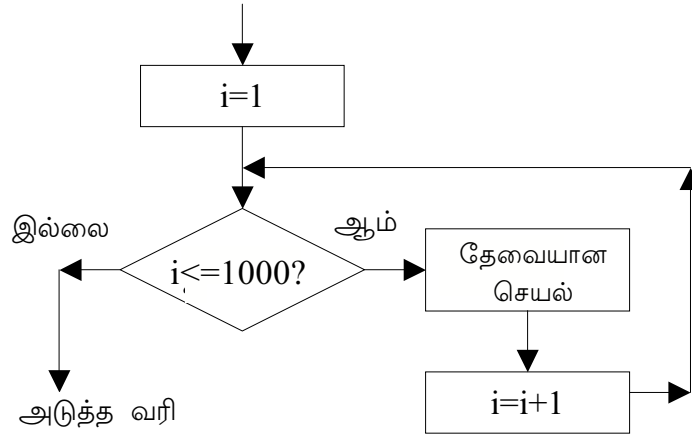 i=1
இல்லை
ஆம்
i<=1000?
தேவையான
செயல்
i=i+1
அடுத்த வரி